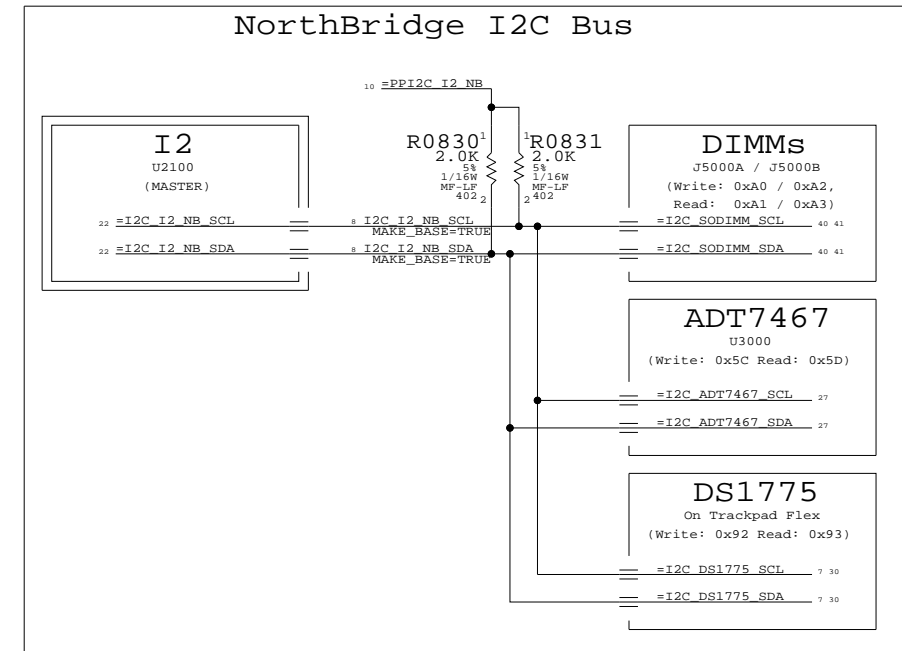 NorthBridge I2C Bus
10 =PPI2C_I2_NB
I2
U2100
(MASTER)
22 =I2C_I2_NB_SCL
22 =I2C_I2_NB_SDA
R0830 1
2.0K
5%
1/16W
MF-LF
402 2
1 R0831
2.0K
5%
1/16W
MF-LF
2 402
8 I2C_I2_NB_SCL
MAKE_BASE=TRUE
8 I2C_I2_NB_SDA
MAKE_BASE=TRUE
DIMMs
J5000A / J5000B
(Write: 0xA0 / 0xA2,
Read: 0xA1 / 0xA3)
=I2C_SODIMM_SCL 40 41
=I2C_SODIMM_SDA 40 41
ADT7467
U3000
(Write: 0x5C Read: 0x5D)
=I2C_ADT7467_SCL 27
=I2C_ADT7467_SDA 27
DS1775
On Trackpad Flex
(Write: 0x92 Read: 0x93)
=I2C_DS1775_SCL 7 30
=I2C_DS1775_SDA 7 30